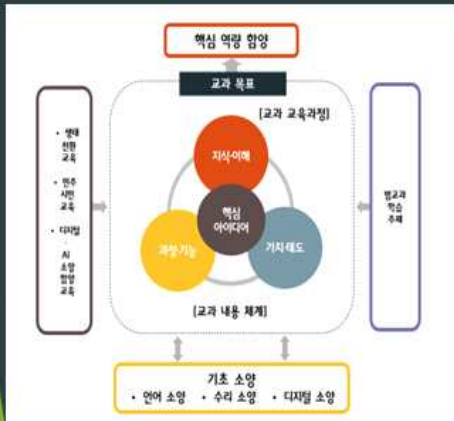 핵심 역량 함양
교과 목표
[교과 교육과정]
• 생태
전환
교육
• 민주
시민
교육
• 디지털
·
AI
소양
함양
교육
지식·이해
핵심
아이디어
과정·기능
가치·태도
범교과
학습
주제
[교과 내용 체계]
기초 소양
• 언어 소양 • 수리 소양 • 디지털 소양